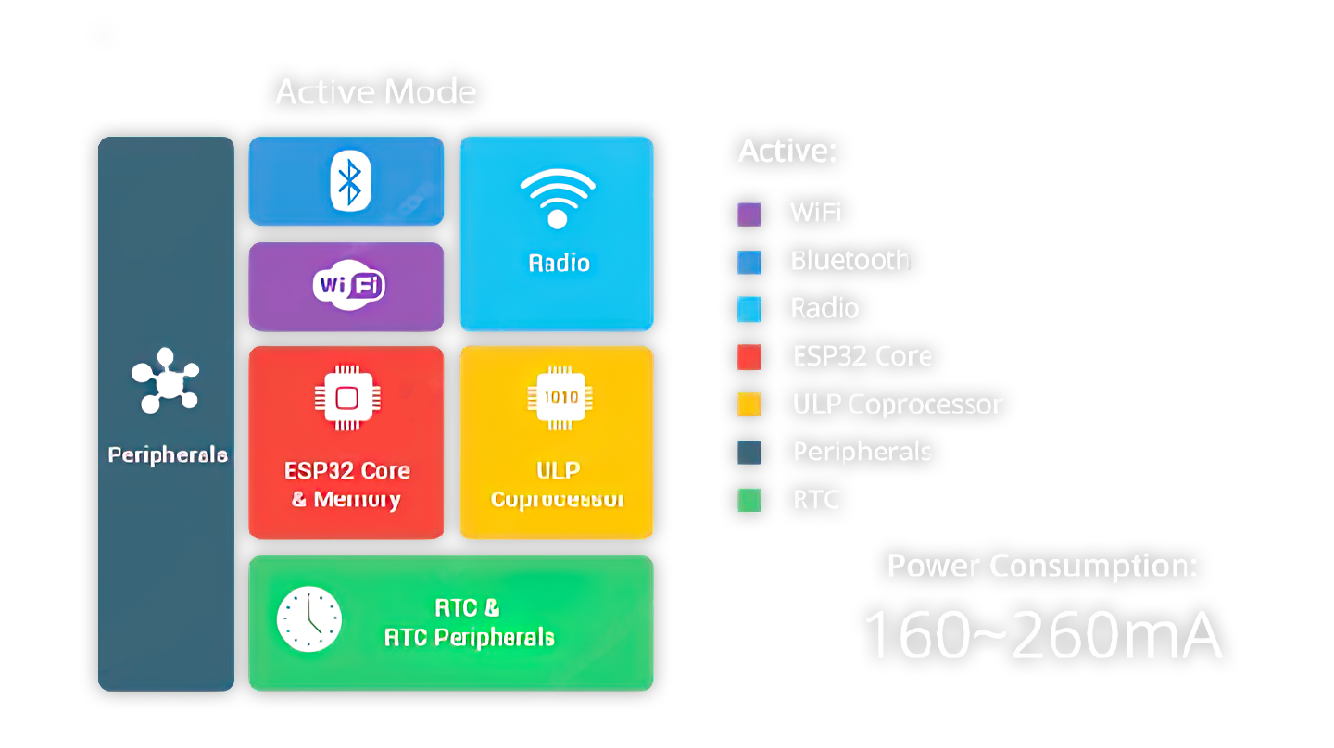 Active Mode
Wi Fi
Radio
Peripherals
ESP32 Core
& Memory
1010
ULP
Coprocessor
RTC &
RTC Peripherals
Active:
WiFi
Bluetooth
Radio
ESP32 Core
ULP Coprocessor
Peripherals
RTC
Power Consumption:
160~260mA